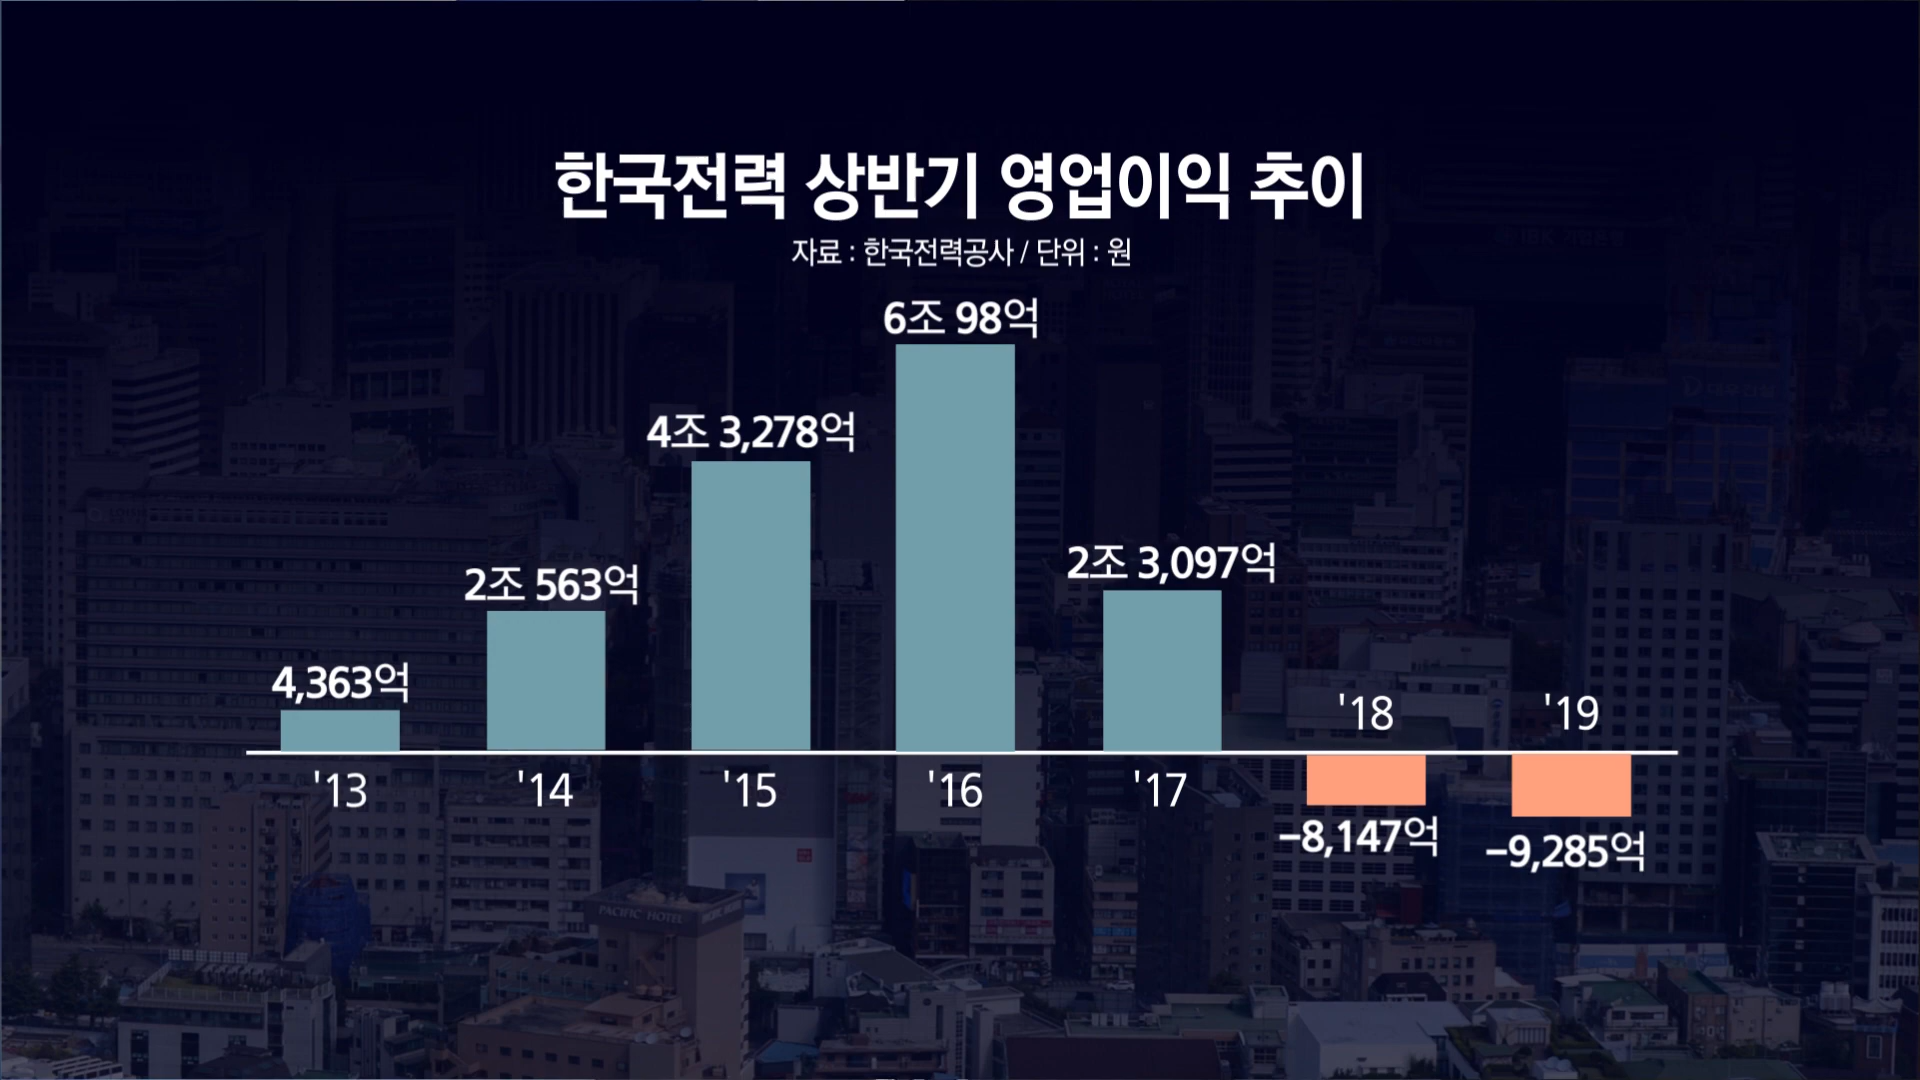 한국전력 상반기 영업이익 추이
자료 : 한국전력공사 / 단위 : 원
6조 98억
4조 3,278억
2조 3,097억
2조 563억
4,363억
'18 '19
'13 '14 '15 '16 '17
-8,147억 -9,285억
PACIFIC HOTEL